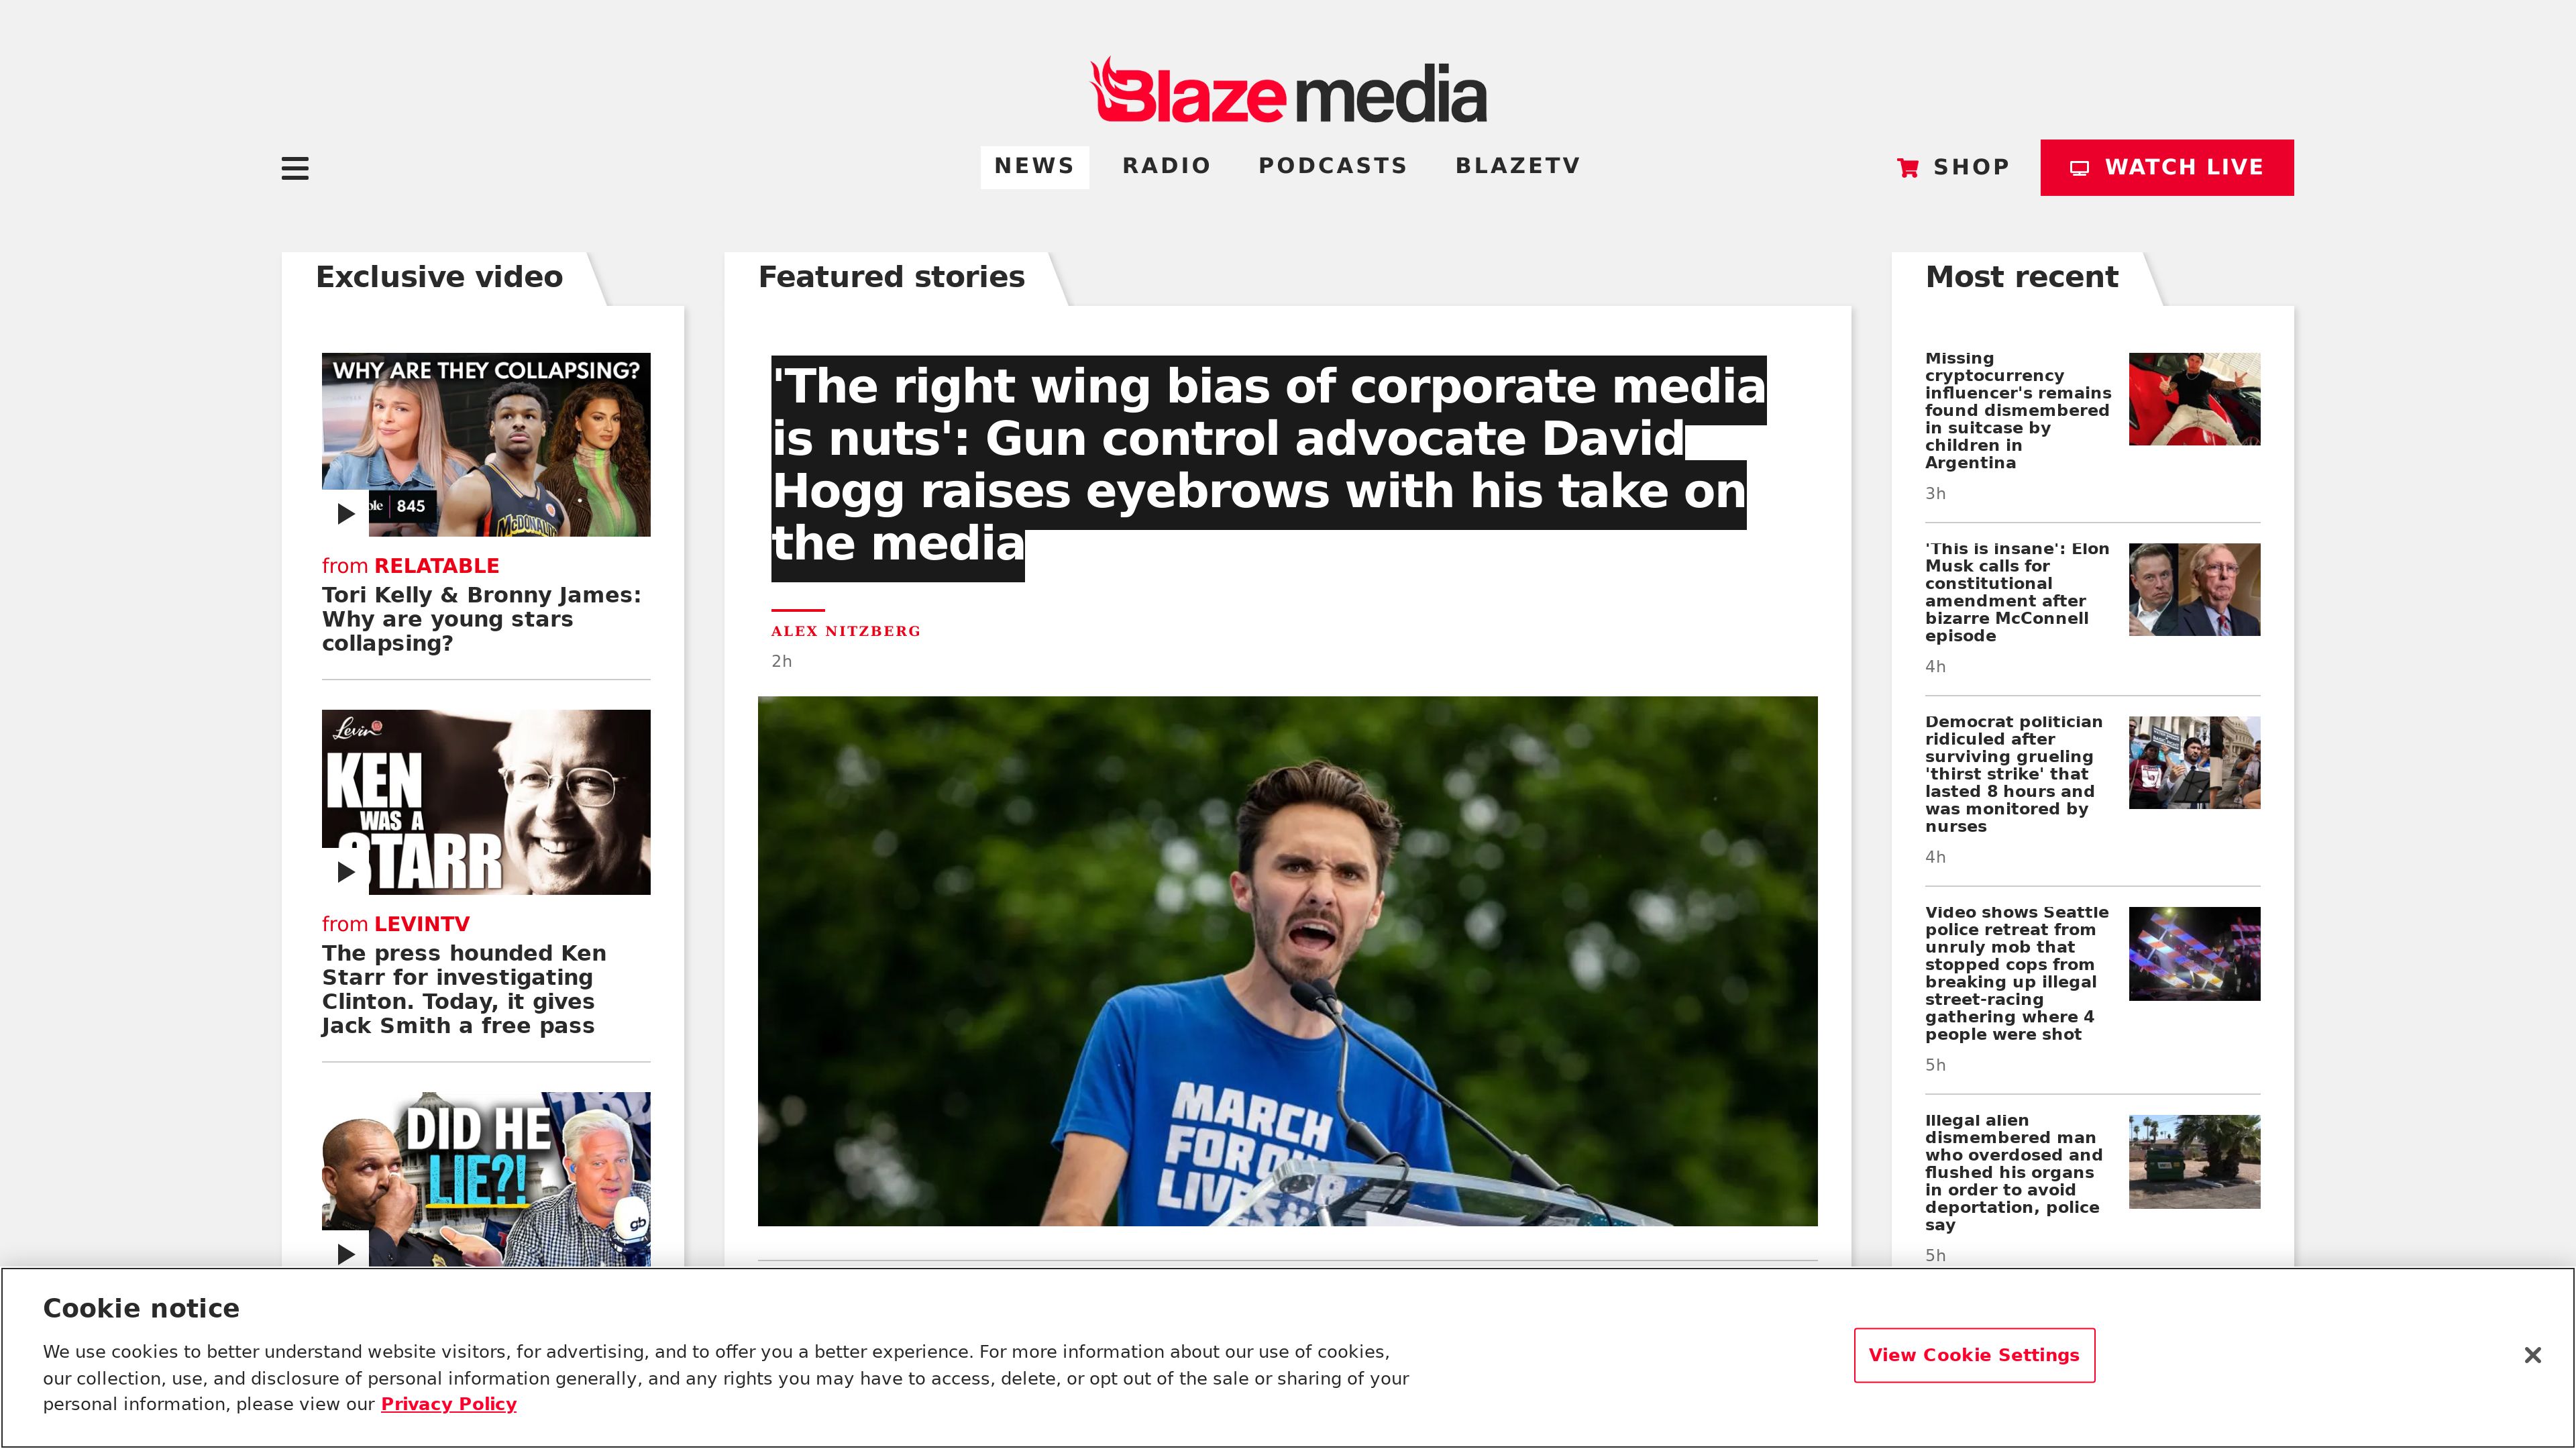 Blaze media
NEWS
RADIO
PODCASTS
BLAZETV
SHOP
WATCH LIVE
Exclusive video
WHY ARE THEY COLLAPSING?
845
MCDONALD
from RELATABLE
Tori Kelly & Bronny James:
Why are young stars
collapsing?
Levin
KEN
WAS A
STARR
from LEVINTV
The press hounded Ken
Starr for investigating
Clinton. Today, it gives
Jack Smith a free pass
DID HE
LIE?!
gb
Featured stories
'The right wing bias of corporate media
is nuts': Gun control advocate David
Hogg raises eyebrows with his take on
the media
ALEX NITZBERG
2h
MARCH
FOR OUR
LIVES
Most recent
Missing
cryptocurrency
influencer's remains
found dismembered
in suitcase by
children in
Argentina
3h
'This is insane': Elon
Musk calls for
constitutional
amendment after
bizarre McConnell
episode
4h
Democrat politician
ridiculed after
surviving grueling
'thirst strike' that
lasted 8 hours and
was monitored by
nurses
4h
Video shows Seattle
police retreat from
unruly mob that
stopped cops from
breaking up illegal
street-racing
gathering where 4
people were shot
5h
Illegal alien
dismembered man
who overdosed and
flushed his organs
in order to avoid
deportation, police
say
5h
Cookie notice
We use cookies to better understand website visitors, for advertising, and to offer you a better experience. For more information about our use of cookies,
our collection, use, and disclosure of personal information generally, and any rights you may have to access, delete, or opt out of the sale or sharing of your
personal information, please view our Privacy Policy
View Cookie Settings